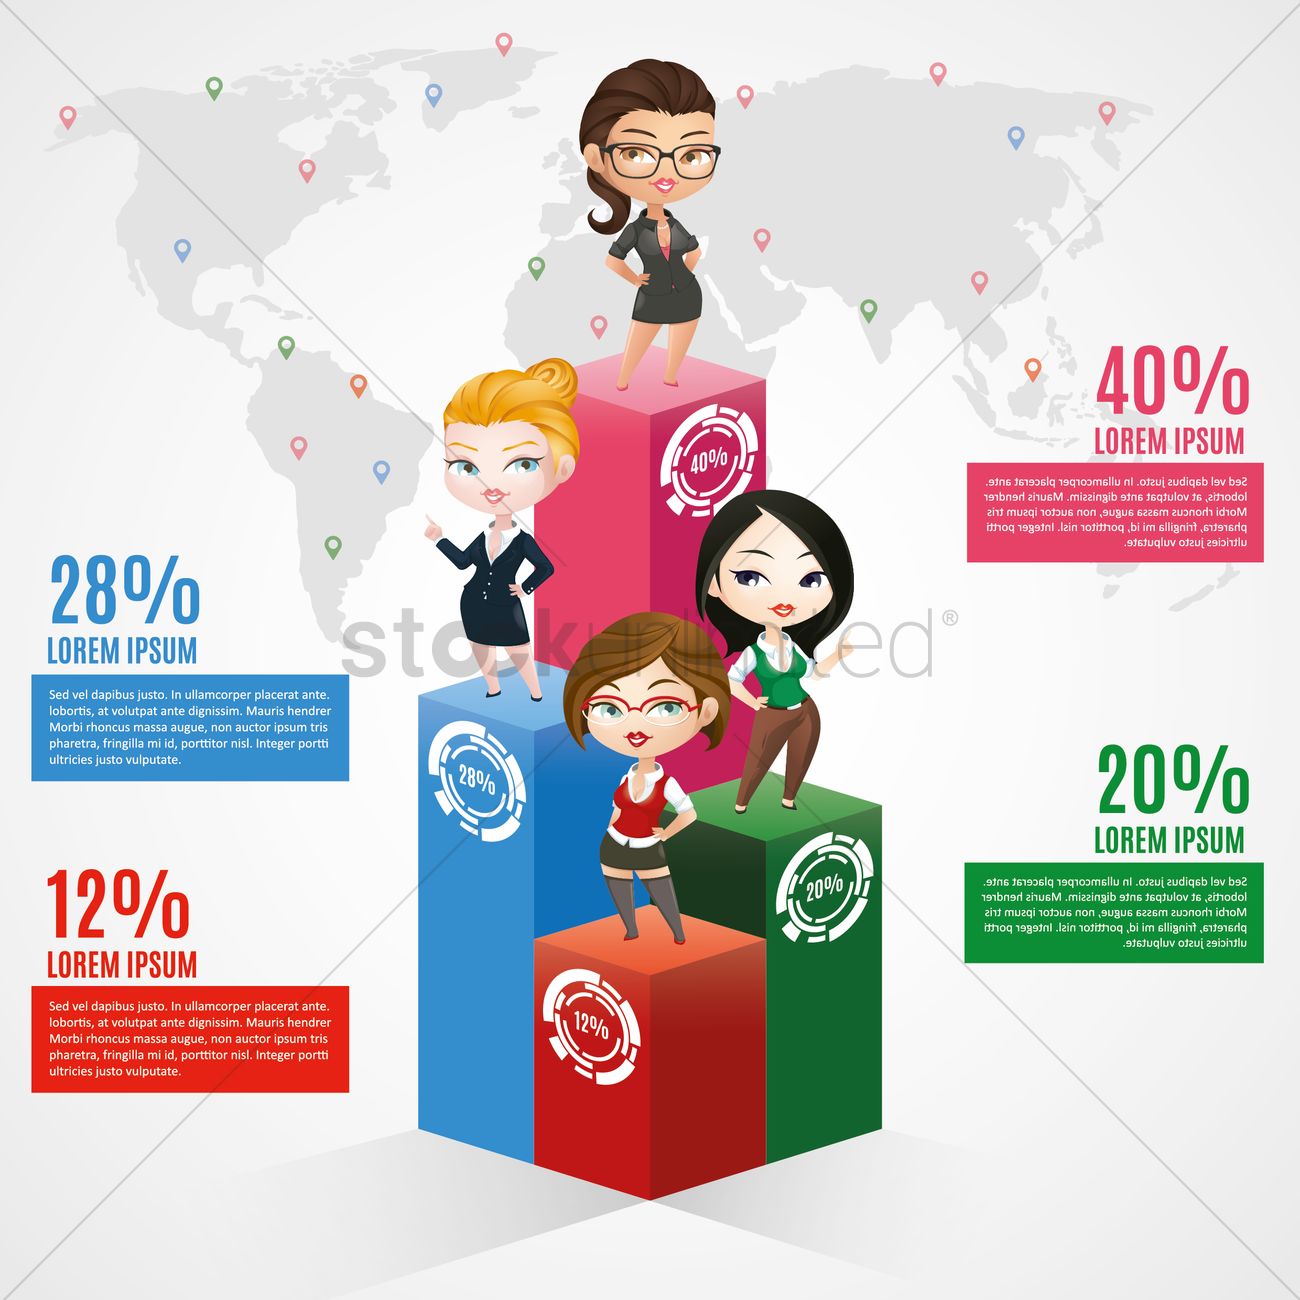 40%
40%
LOREM IPSUM
Sed vel dapibus justo. In ullamcorper placerat ante.
lobortis, at volutpat ante dignissim. Mauris hendrer
Morbi rhoncus massa augue, non auctor ipsum tris
pharetra, fringilla mi id, porttitor nisl. Integer portti
ultricies justo vulputate.
28%
LOREM IPSUM
Sed vel dapibus justo. In ullamcorper placerat ante.
lobortis, at volutpat ante dignissim. Mauris hendrer
Morbi rhoncus massa augue, non auctor ipsum tris
pharetra, fringilla mi id, porttitor nisl. Integer portti
ultricies justo vulputate.
stockunlimited®
28%
20%
LOREM IPSUM
Sed vel dapibus justo. In ullamcorper placerat ante.
lobortis, at volutpat ante dignissim. Mauris hendrer
Morbi rhoncus massa augue, non auctor ipsum tris
pharetra, fringilla mi id, porttitor nisl. Integer portti
ultricies justo vulputate.
20%
12%
LOREM IPSUM
Sed vel dapibus justo. In ullamcorper placerat ante.
lobortis, at volutpat ante dignissim. Mauris hendrer
Morbi rhoncus massa augue, non auctor ipsum tris
pharetra, fringilla mi id, porttitor nisl. Integer portti
ultricies justo vulputate.
12%